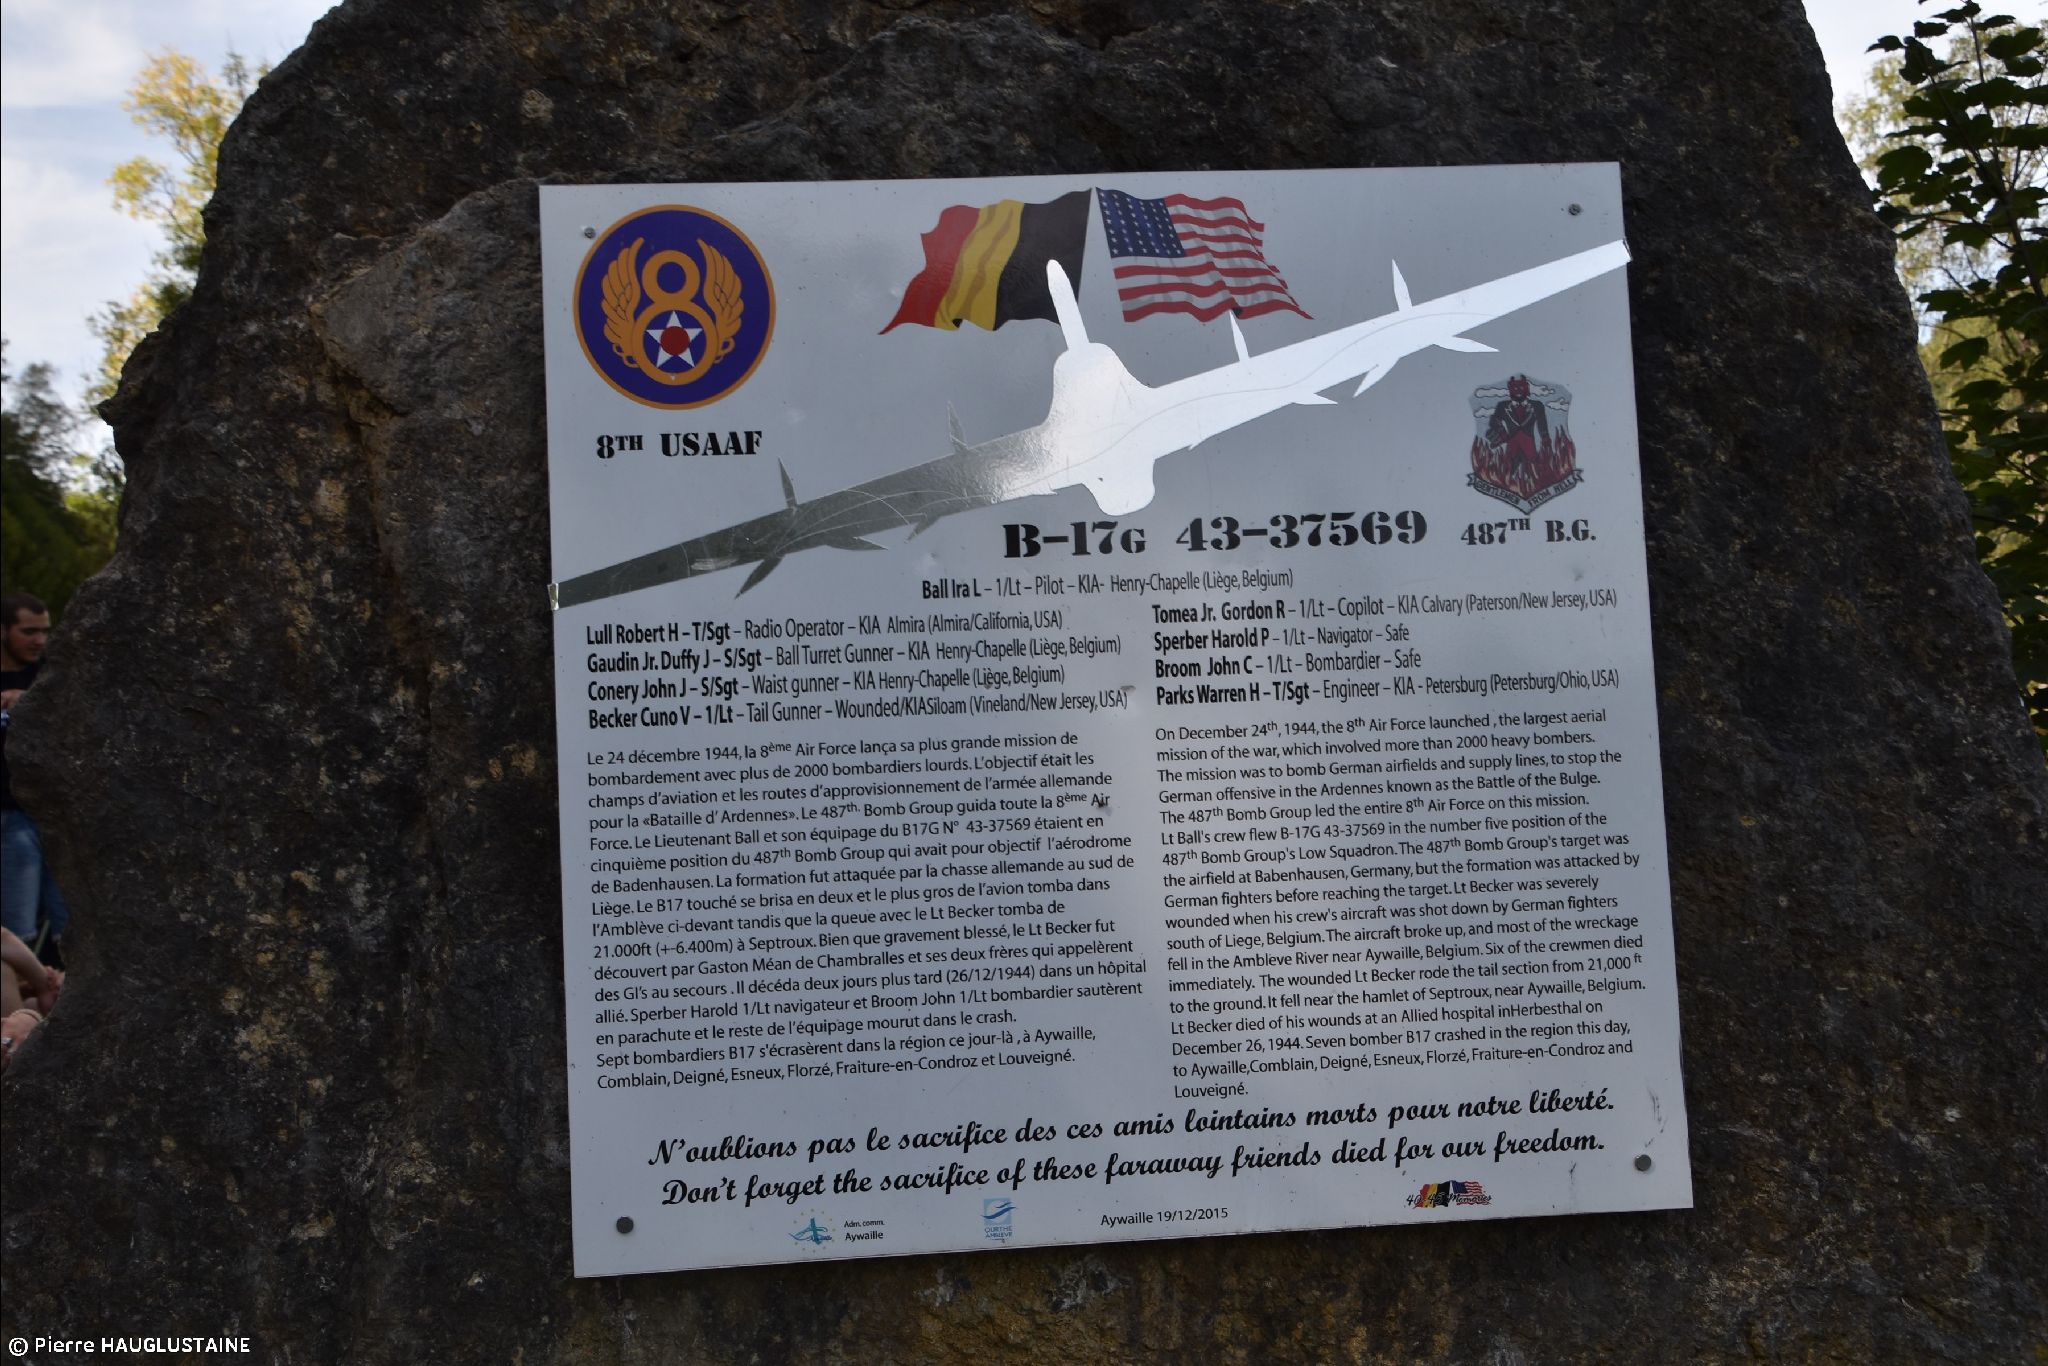 8TH USAAF
GENTLEMEN FROM HELL
B-17G 43-37569
487TH B.G.
Ball Ira L – 1/Lt – Pilot – KIA- Henry-Chapelle (Liège, Belgium)
Lull Robert H – T/Sgt – Radio Operator – KIA Almira (Almira/California, USA)
Gaudin Jr. Duffy J – S/Sgt – Ball Turret Gunner – KIA Henry-Chapelle (Liège, Belgium)
Conery John J – S/Sgt – Waist gunner – KIA Henry-Chapelle (Liège, Belgium)
Becker Cuno V – 1/Lt – Tail Gunner – Wounded/KIASiloam (Vineland/New Jersey, USA)
Tomea Jr. Gordon R – 1/Lt – Copilot – KIA Calvary (Paterson/New Jersey, USA)
Sperber Harold P – 1/Lt – Navigator – Safe
Broom John C – 1/Lt – Bombardier – Safe
Parks Warren H – T/Sgt – Engineer – KIA - Petersburg (Petersburg/Ohio, USA)
Le 24 décembre 1944, la 8ème Air Force lança sa plus grande mission de
bombardement avec plus de 2000 bombardiers lourds. L'objectif était les
champs d'aviation et les routes d'approvisionnement de l'armée allemande
pour la «Bataille d' Ardennes». Le 487th. Bomb Group guida toute la 8ème Air
Force. Le Lieutenant Ball et son équipage du B17G N° 43-37569 étaient en
cinquième position du 487th Bomb Group qui avait pour objectif l'aérodrome
de Badenhausen. La formation fut attaquée par la chasse allemande au sud de
Liège. Le B17 touché se brisa en deux et le plus gros de l'avion tomba dans
l'Amblève ci-devant tandis que la queue avec le Lt Becker tomba de
21.000ft (+-6.400m) à Septroux. Bien que gravement blessé, le Lt Becker fut
découvert par Gaston Méan de Chambralles et ses deux frères qui appelèrent
des GI's au secours . Il décéda deux jours plus tard (26/12/1944) dans un hôpital
allié. Sperber Harold 1/Lt navigateur et Broom John 1/Lt bombardier sautèrent
en parachute et le reste de l'équipage mourut dans le crash.
Sept bombardiers B17 s'écrasèrent dans la région ce jour-là , à Aywaille,
Comblain, Deigné, Esneux, Florzé, Fraiture-en-Condroz et Louveigné.
On December 24th, 1944, the 8th Air Force launched , the largest aerial
mission of the war, which involved more than 2000 heavy bombers.
The mission was to bomb German airfields and supply lines, to stop the
German offensive in the Ardennes known as the Battle of the Bulge.
The 487th Bomb Group led the entire 8th Air Force on this mission.
Lt Ball's crew flew B-17G 43-37569 in the number five position of the
487th Bomb Group's Low Squadron. The 487th Bomb Group's target was
the airfield at Babenhausen, Germany, but the formation was attacked by
German fighters before reaching the target. Lt Becker was severely
wounded when his crew's aircraft was shot down by German fighters
south of Liege, Belgium. The aircraft broke up, and most of the wreckage
fell in the Ambleve River near Aywaille, Belgium. Six of the crewmen died
immediately. The wounded Lt Becker rode the tail section from 21,000 ft
to the ground. It fell near the hamlet of Septroux, near Aywaille, Belgium.
Lt Becker died of his wounds at an Allied hospital inHerbesthal on
December 26, 1944. Seven bomber B17 crashed in the region this day,
to Aywaille,Comblain, Deigné, Esneux, Florzé, Fraiture-en-Condroz and
Louveigné.
N'oublions pas le sacrifice des ces amis lointains morts pour notre liberté.
Don't forget the sacrifice of these faraway friends died for our freedom.
Adm. comm.
Aywaille
OURTHE
AMBLEVE
Aywaille 19/12/2015
40-45 Memories
© Pierre HAUGLUSTAINE